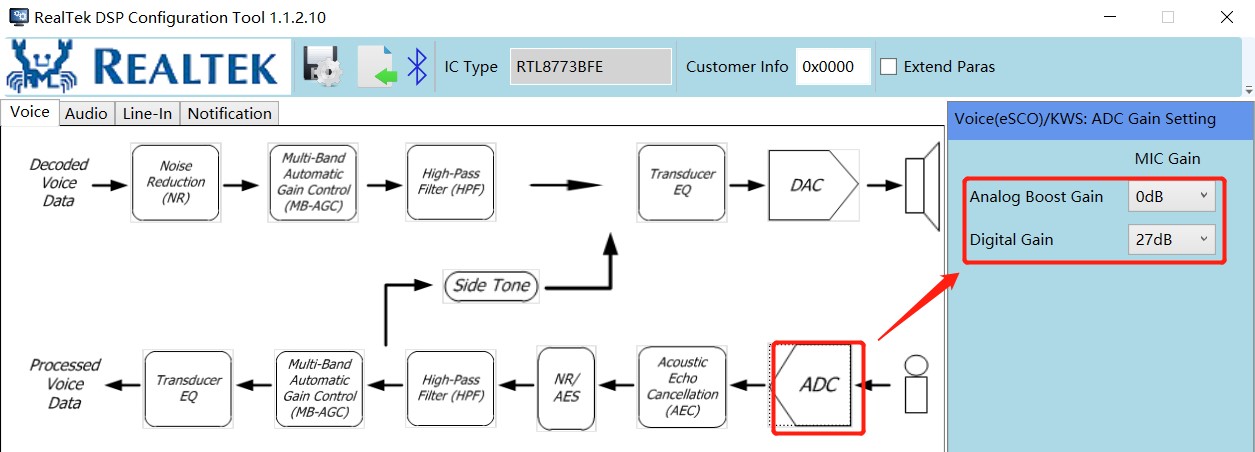 RealTek DSP Configuration Tool 1.1.2.10
REALTEK
IC Type RTL8773BFE Customer Info 0x0000 Extend Paras
Voice Audio Line-In Notification
Voice(eSCO)/KWS: ADC Gain Setting
MIC Gain
Analog Boost Gain 0dB
Digital Gain 27dB
Decoded
Voice
Data
Noise
Reduction
(NR)
Multi-Band
Automatic
Gain Control
(MB-AGC)
High-Pass
Filter (HPF)
Transducer
EQ
DAC
Side Tone
Processed
Voice
Data
Transducer
EQ
Multi-Band
Automatic
Gain Control
(MB-AGC)
High-Pass
Filter (HPF)
NR/
AES
Acoustic
Echo
Cancellation
(AEC)
ADC